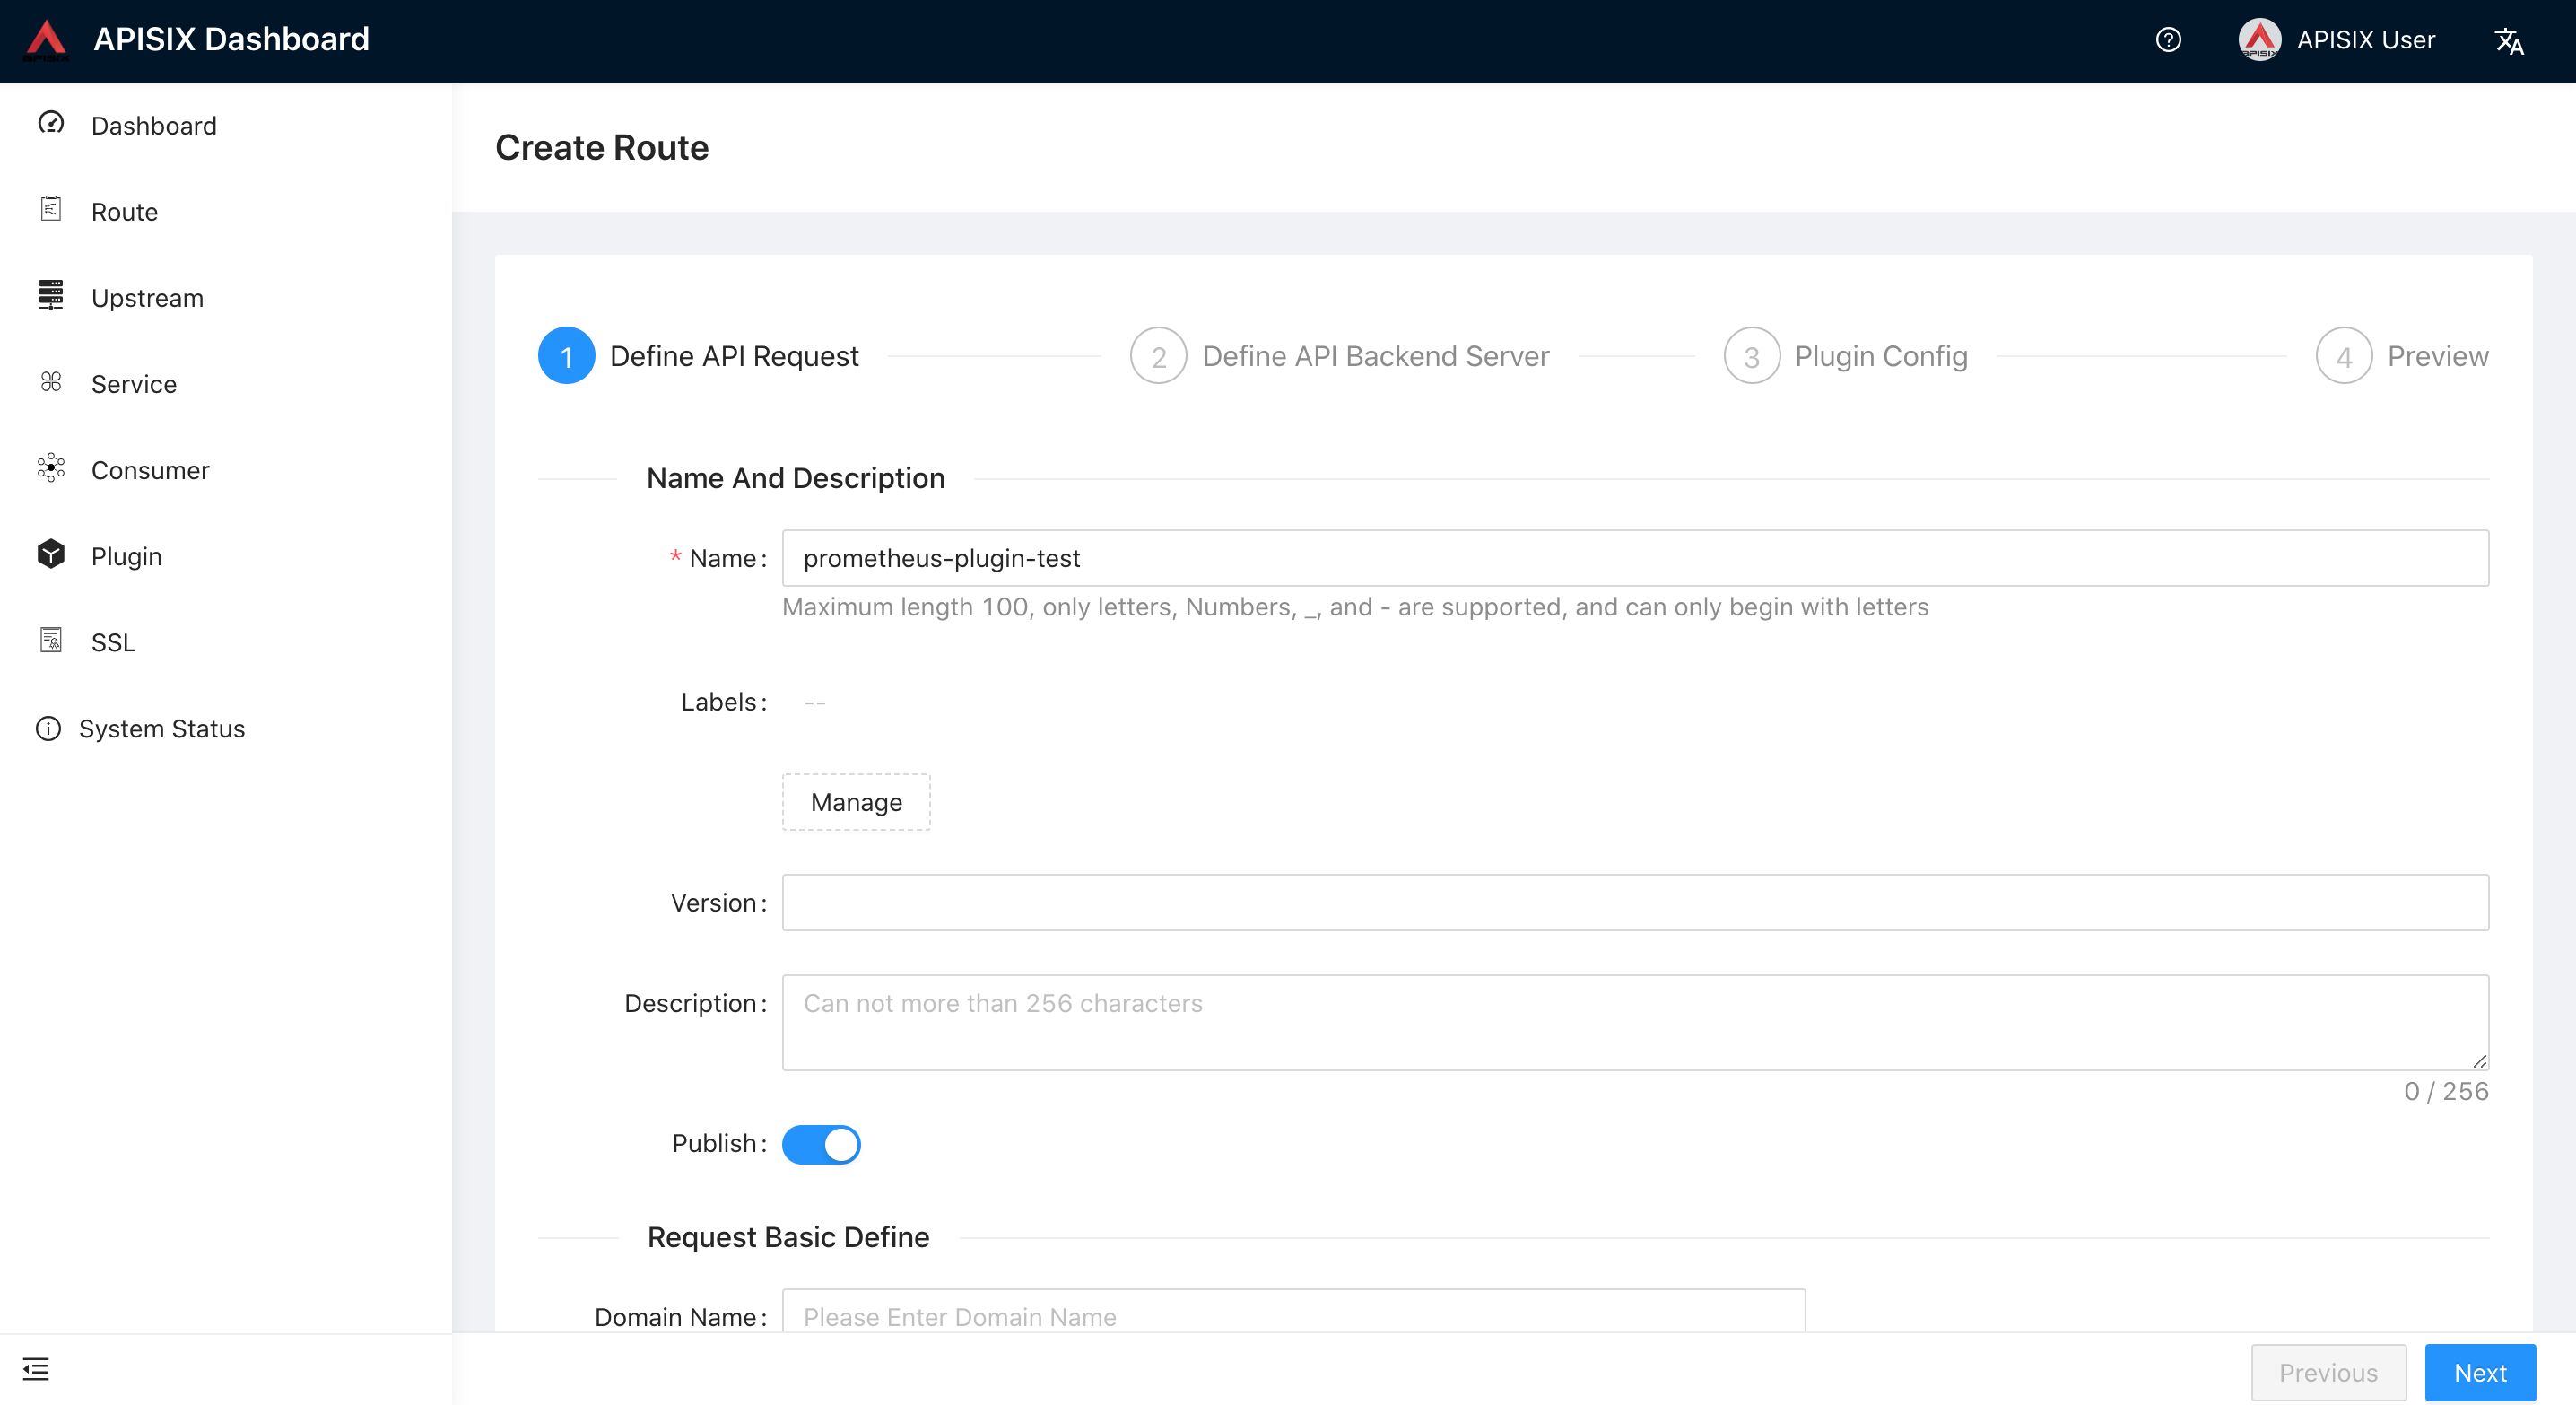 APISIX Dashboard
APISIX User
Dashboard
Route
Upstream
Service
Consumer
Plugin
SSL
System Status
Create Route
1 Define API Request
2 Define API Backend Server
3 Plugin Config
4 Preview
Name And Description
* Name : prometheus-plugin-test
Maximum length 100, only letters, Numbers, _, and - are supported, and can only begin with letters
Labels : --
Manage
Version :
Description : Can not more than 256 characters
0 / 256
Publish :
Request Basic Define
Domain Name : Please Enter Domain Name
Previous
Next